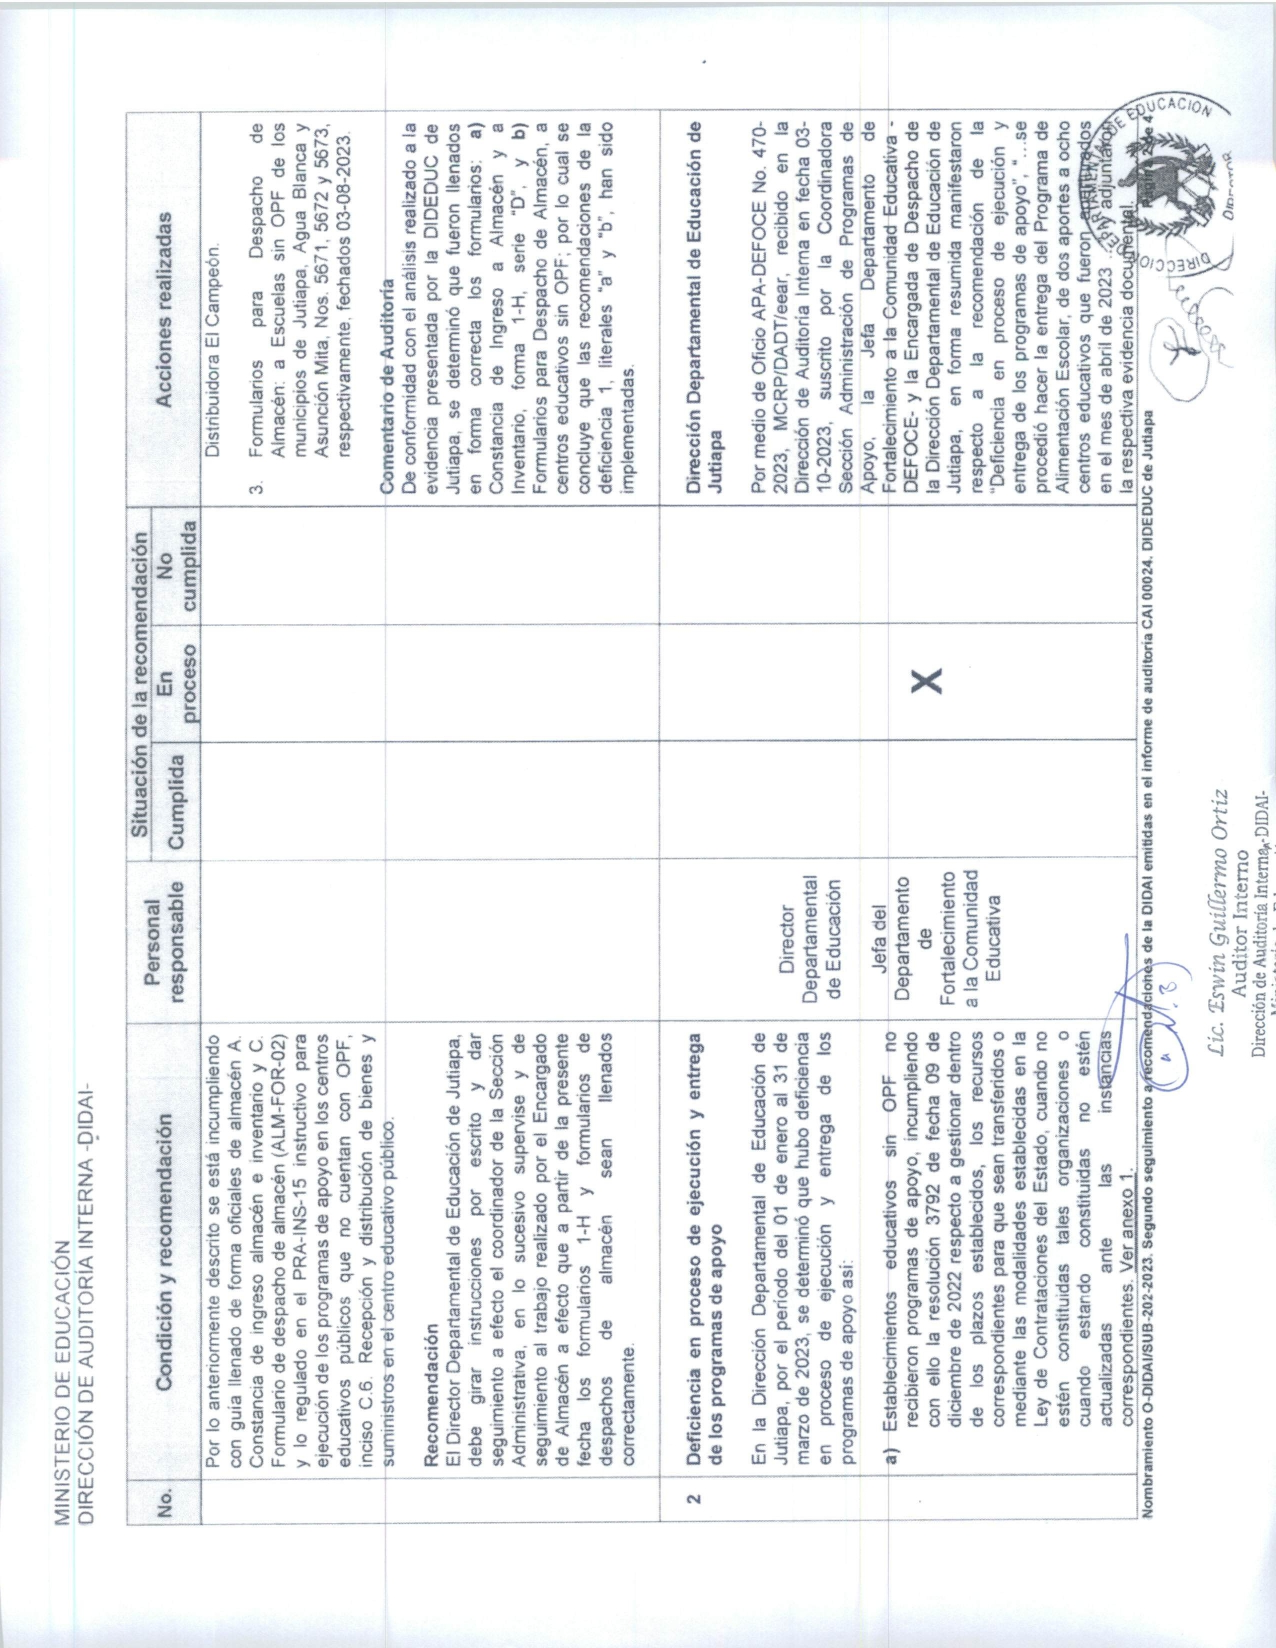 MINISTERIO DE EDUCACIÓN
DIRECCIÓN DE AUDITORÍA INTERNA -DIDAI-
No.
Condición y recomendación
Personal
responsable
Situación de la recomendación
Cumplida
En
proceso
No
cumplida
Acciones realizadas
Por lo anteriormente descrito se está incumpliendo
con guía llenado de forma oficiales de almacén A.
Constancia de ingreso almacén e inventario y C.
Formulario de despacho de almacén (ALM-FOR-02)
y lo regulado en el PRA-INS-15 instructivo para
ejecución de los programas de apoyo en los centros
educativos públicos que no cuentan con OPF,
inciso C.6. Recepción y distribución de bienes y
suministros en el centro educativo público.
Recomendación
El Director Departamental de Educación de Jutiapa,
debe girar instrucciones por escrito y dar
seguimiento a efecto el coordinador de la Sección
Administrativa, en lo sucesivo supervise y de
seguimiento al trabajo realizado por el Encargado
de Almacén a efecto que a partir de la presente
fecha los formularios 1-H y formularios de
despachos de almacén sean llenados
correctamente.
Distribuidora El Campeón.
3. Formularios para Despacho de
Almacén: a Escuelas sin OPF de los
municipios de Jutiapa, Agua Blanca y
Asunción Mita, Nos. 5671, 5672 y 5673,
respectivamente, fechados 03-08-2023.
Comentario de Auditoría
De conformidad con el análisis realizado a la
evidencia presentada por la DIDEDUC de
Jutiapa, se determinó que fueron llenados
en forma correcta los formularios: a)
Constancia de Ingreso a Almacén y a
Inventario, forma 1-H, serie "D", y b)
Formularios para Despacho de Almacén, a
centros educativos sin OPF; por lo cual se
concluye que las recomendaciones de la
deficiencia 1, literales "a" y "b", han sido
implementadas.
2
Deficiencia en proceso de ejecución y entrega
de los programas de apoyo
En la Dirección Departamental de Educación de
Jutiapa, por el período del 01 de enero al 31 de
marzo de 2023, se determinó que hubo deficiencia
en proceso de ejecución y entrega de los
programas de apoyo así:
a) Establecimientos educativos sin OPF no
recibieron programas de apoyo, incumpliendo
con ello la resolución 3792 de fecha 09 de
diciembre de 2022 respecto a gestionar dentro
de los plazos establecidos, los recursos
correspondientes para que sean transferidos o
mediante las modalidades establecidas en la
Ley de Contrataciones del Estado, cuando no
estén constituidas tales organizaciones o
cuando estando constituidas no estén
actualizadas ante las instancias
correspondientes. Ver anexo 1.
Director
Departamental
de Educación
Jefa del
Departamento
de
Fortalecimiento
a la Comunidad
Educativa
X
Dirección Departamental de Educación de
Jutiapa
Por medio de Oficio APA-DEFOCE No. 470-
2023, MCRP/DADT/eear, recibido en la
Dirección de Auditoría Interna en fecha 03-
10-2023, suscrito por la Coordinadora
Sección Administración de Programas de
Apoyo, la Jefa Departamento de
Fortalecimiento a la Comunidad Educativa -
DEFOCE- y la Encargada de Despacho de
la Dirección Departamental de Educación de
Jutiapa, en forma resumida manifestaron
respecto a la recomendación de la
"Deficiencia en proceso de ejecución y
entrega de los programas de apoyo", "...se
procedió hacer la entrega del Programa de
Alimentación Escolar, de dos aportes a ocho
centros educativos que fueron entregados
en el mes de abril de 2023 ... y adjuntaron
la respectiva evidencia documental.
Nombramiento O-DIDAI/SUB-202-2023. Segundo seguimiento a recomendaciones de la DIDAI emitidas en el informe de auditoría CAI 00024. DIDEDUC de Jutiapa
Lic. Eswin Guillermo Ortiz
Auditor Interno
Dirección de Auditoría Interna -DIDAI-
DIRECTOR